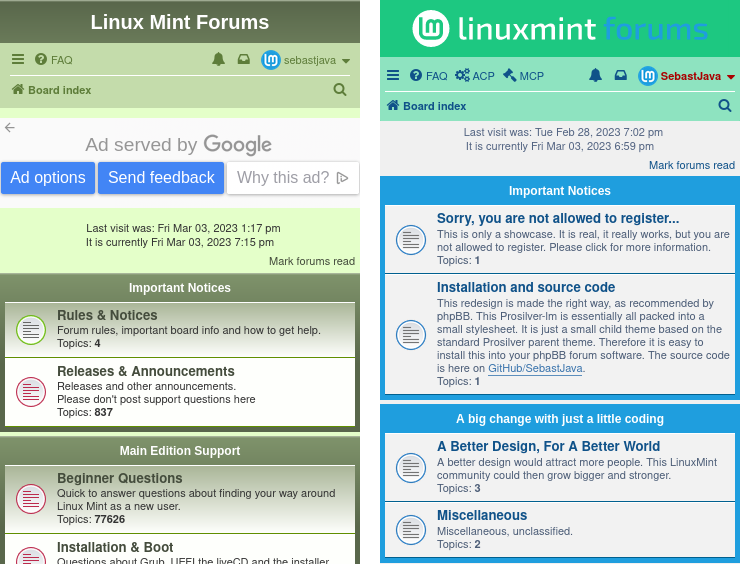 Linux Mint Forums
FAQ
sebastjava
Board index
Ad served by Google
Ad options
Send feedback
Why this ad?
Last visit was: Fri Mar 03, 2023 1:17 pm
It is currently Fri Mar 03, 2023 7:15 pm
Mark forums read
Important Notices
Rules & Notices
Forum rules, important board info and how to get help.
Topics: 4
Releases & Announcements
Releases and other announcements.
Please don't post support questions here
Topics: 837
Main Edition Support
Beginner Questions
Quick to answer questions about finding your way around
Linux Mint as a new user.
Topics: 77626
Installation & Boot
Questions about Grub, UEFI the liveCD and the installer
linuxmint forums
FAQ ACP MCP
SebastJava
Board index
Last visit was: Tue Feb 28, 2023 7:02 pm
It is currently Fri Mar 03, 2023 6:59 pm
Mark forums read
Important Notices
Sorry, you are not allowed to register...
This is only a showcase. It is real, it really works, but you are
not allowed to register. Please click for more information.
Topics: 1
Installation and source code
This redesign is made the right way, as recommended by
phpBB. This Prosilver-lm is essentially all packed into a
small stylesheet. It is just a small child theme based on the
standard Prosilver parent theme. Therefore it is easy to
install this into your phpBB forum software. The source code
is here on GitHub/SebastJava.
Topics: 1
A big change with just a little coding
A Better Design, For A Better World
A better design would attract more people. This LinuxMint
community could then grow bigger and stronger.
Topics: 3
Miscellaneous
Miscellaneous, unclassified.
Topics: 2